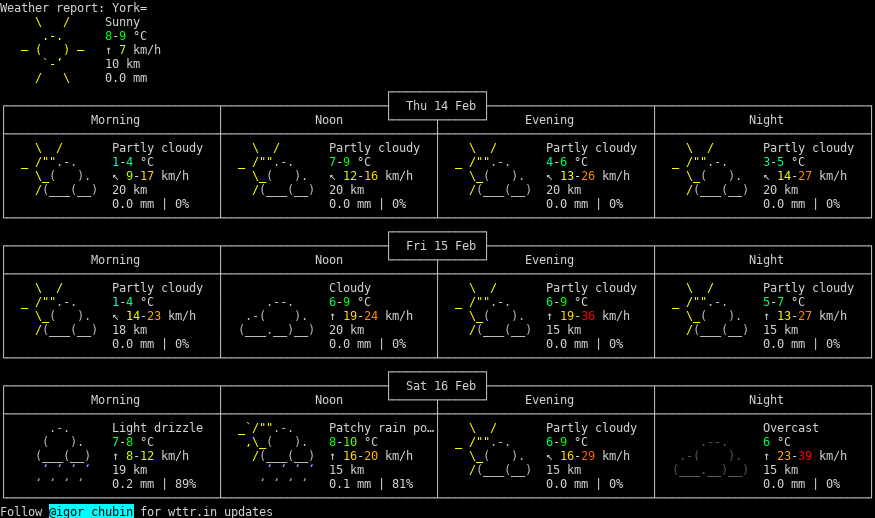 Weather report: York=
Sunny
8-9 °C
↑ 7 km/h
10 km
0.0 mm
Thu 14 Feb
Morning Noon Evening Night
Partly cloudy Partly cloudy Partly cloudy Partly cloudy
1-4 °C 7-9 °C 4-6 °C 3-5 °C
↖ 9-17 km/h ↖ 12-16 km/h ↖ 13-26 km/h ↖ 14-27 km/h
20 km 20 km 20 km 20 km
0.0 mm | 0% 0.0 mm | 0% 0.0 mm | 0% 0.0 mm | 0%
Fri 15 Feb
Morning Noon Evening Night
Partly cloudy Cloudy Partly cloudy Partly cloudy
1-4 °C 6-9 °C 6-9 °C 5-7 °C
↖ 14-23 km/h ↑ 19-24 km/h ↑ 19-36 km/h ↑ 13-27 km/h
18 km 20 km 15 km 15 km
0.0 mm | 0% 0.0 mm | 0% 0.0 mm | 0% 0.0 mm | 0%
Sat 16 Feb
Morning Noon Evening Night
Light drizzle Patchy rain po… Partly cloudy Overcast
7-8 °C 8-10 °C 6-9 °C 6 °C
↑ 8-12 km/h ↑ 16-20 km/h ↖ 16-29 km/h ↑ 23-39 km/h
19 km 15 km 15 km 15 km
0.2 mm | 89% 0.1 mm | 81% 0.0 mm | 0% 0.0 mm | 0%
Follow @igor_chubin for wttr.in updates